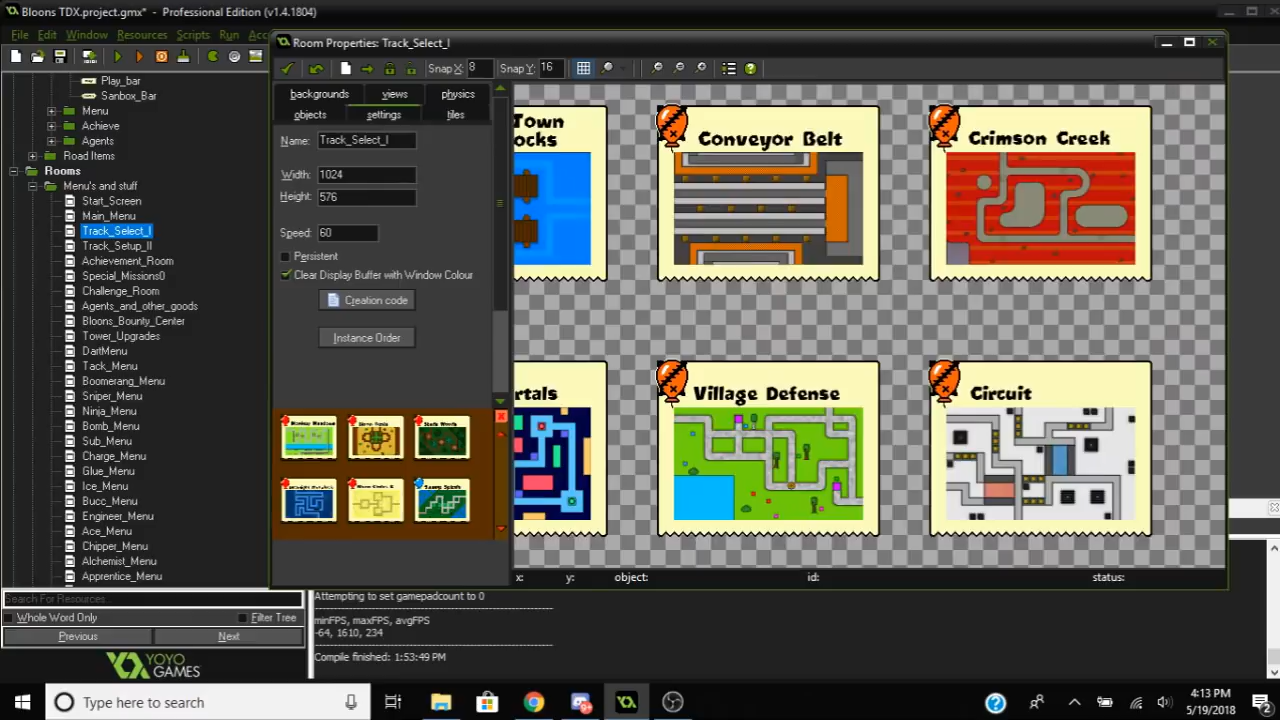 Bloons TDX.project.gmx* - Professional Edition (v1.4.1804)
File Edit Window Resources Scripts Run
Room Properties: Track_Select_I
Snap X: 8 Snap Y: 16
Play_bar
Sanbox_Bar
Menu
Achieve
Agents
Road Items
Rooms
Menu's and stuff
Start_Screen
Main_Menu
Track_Select_I
Track_Setup_II
Achievement_Room
Special_Missions0
Challenge_Room
Agents_and_other_goods
Bloons_Bounty_Center
Tower_Upgrades
DartMenu
Tack_Menu
Boomerang_Menu
Sniper_Menu
Ninja_Menu
Bomb_Menu
Sub_Menu
Charge_Menu
Glue_Menu
Ice_Menu
Bucc_Menu
Engineer_Menu
Ace_Menu
Chipper_Menu
Alchemist_Menu
Apprentice_Menu
Search For Resources...
Whole Word Only Filter Tree
Previous Next
YOYO
GAMES
backgrounds views physics
objects settings tiles
Name: Track_Select_I
Width: 1024
Height: 576
Speed: 60
Persistent
Clear Display Buffer with Window Colour
Creation code
Instance Order
Town
ocks
Conveyor Belt
Crimson Creek
rtals
Village Defense
Circuit
x: y: object: id: status:
Attempting to set gamepadcount to 0
minFPS, maxFPS, avgFPS
-64, 1610, 234
Compile finished: 1:53:49 PM
Type here to search
4:13 PM
5/19/2018
2